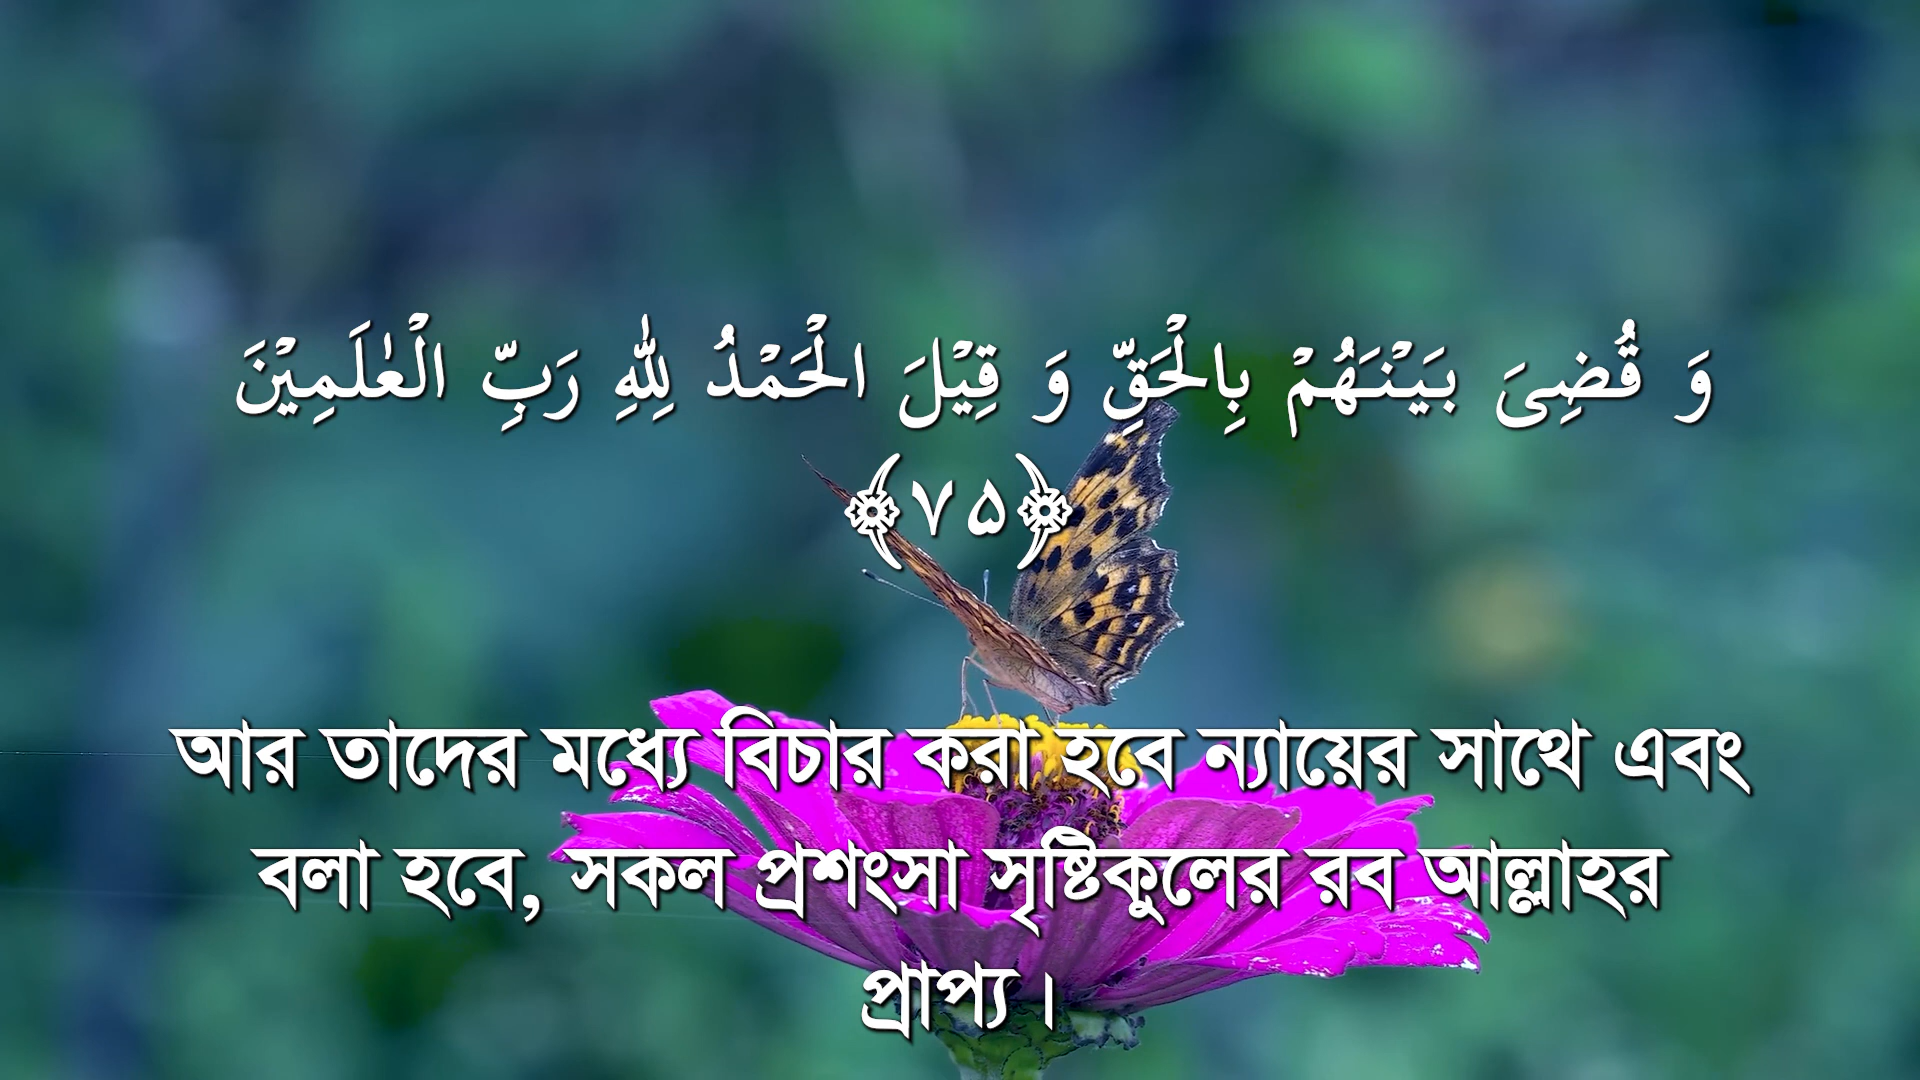 وَ قُضِیَ بَیۡنَہُمۡ بِالۡحَقِّ وَ قِیۡلَ الۡحَمۡدُ لِلّٰہِ رَبِّ الۡعٰلَمِیۡنَ
﴿۷۵﴾
আর তাদের মধ্যে বিচার করা হবে ন্যায়ের সাথে এবং
বলা হবে, সকল প্রশংসা সৃষ্টিকুলের রব আল্লাহর
প্রাপ্য।